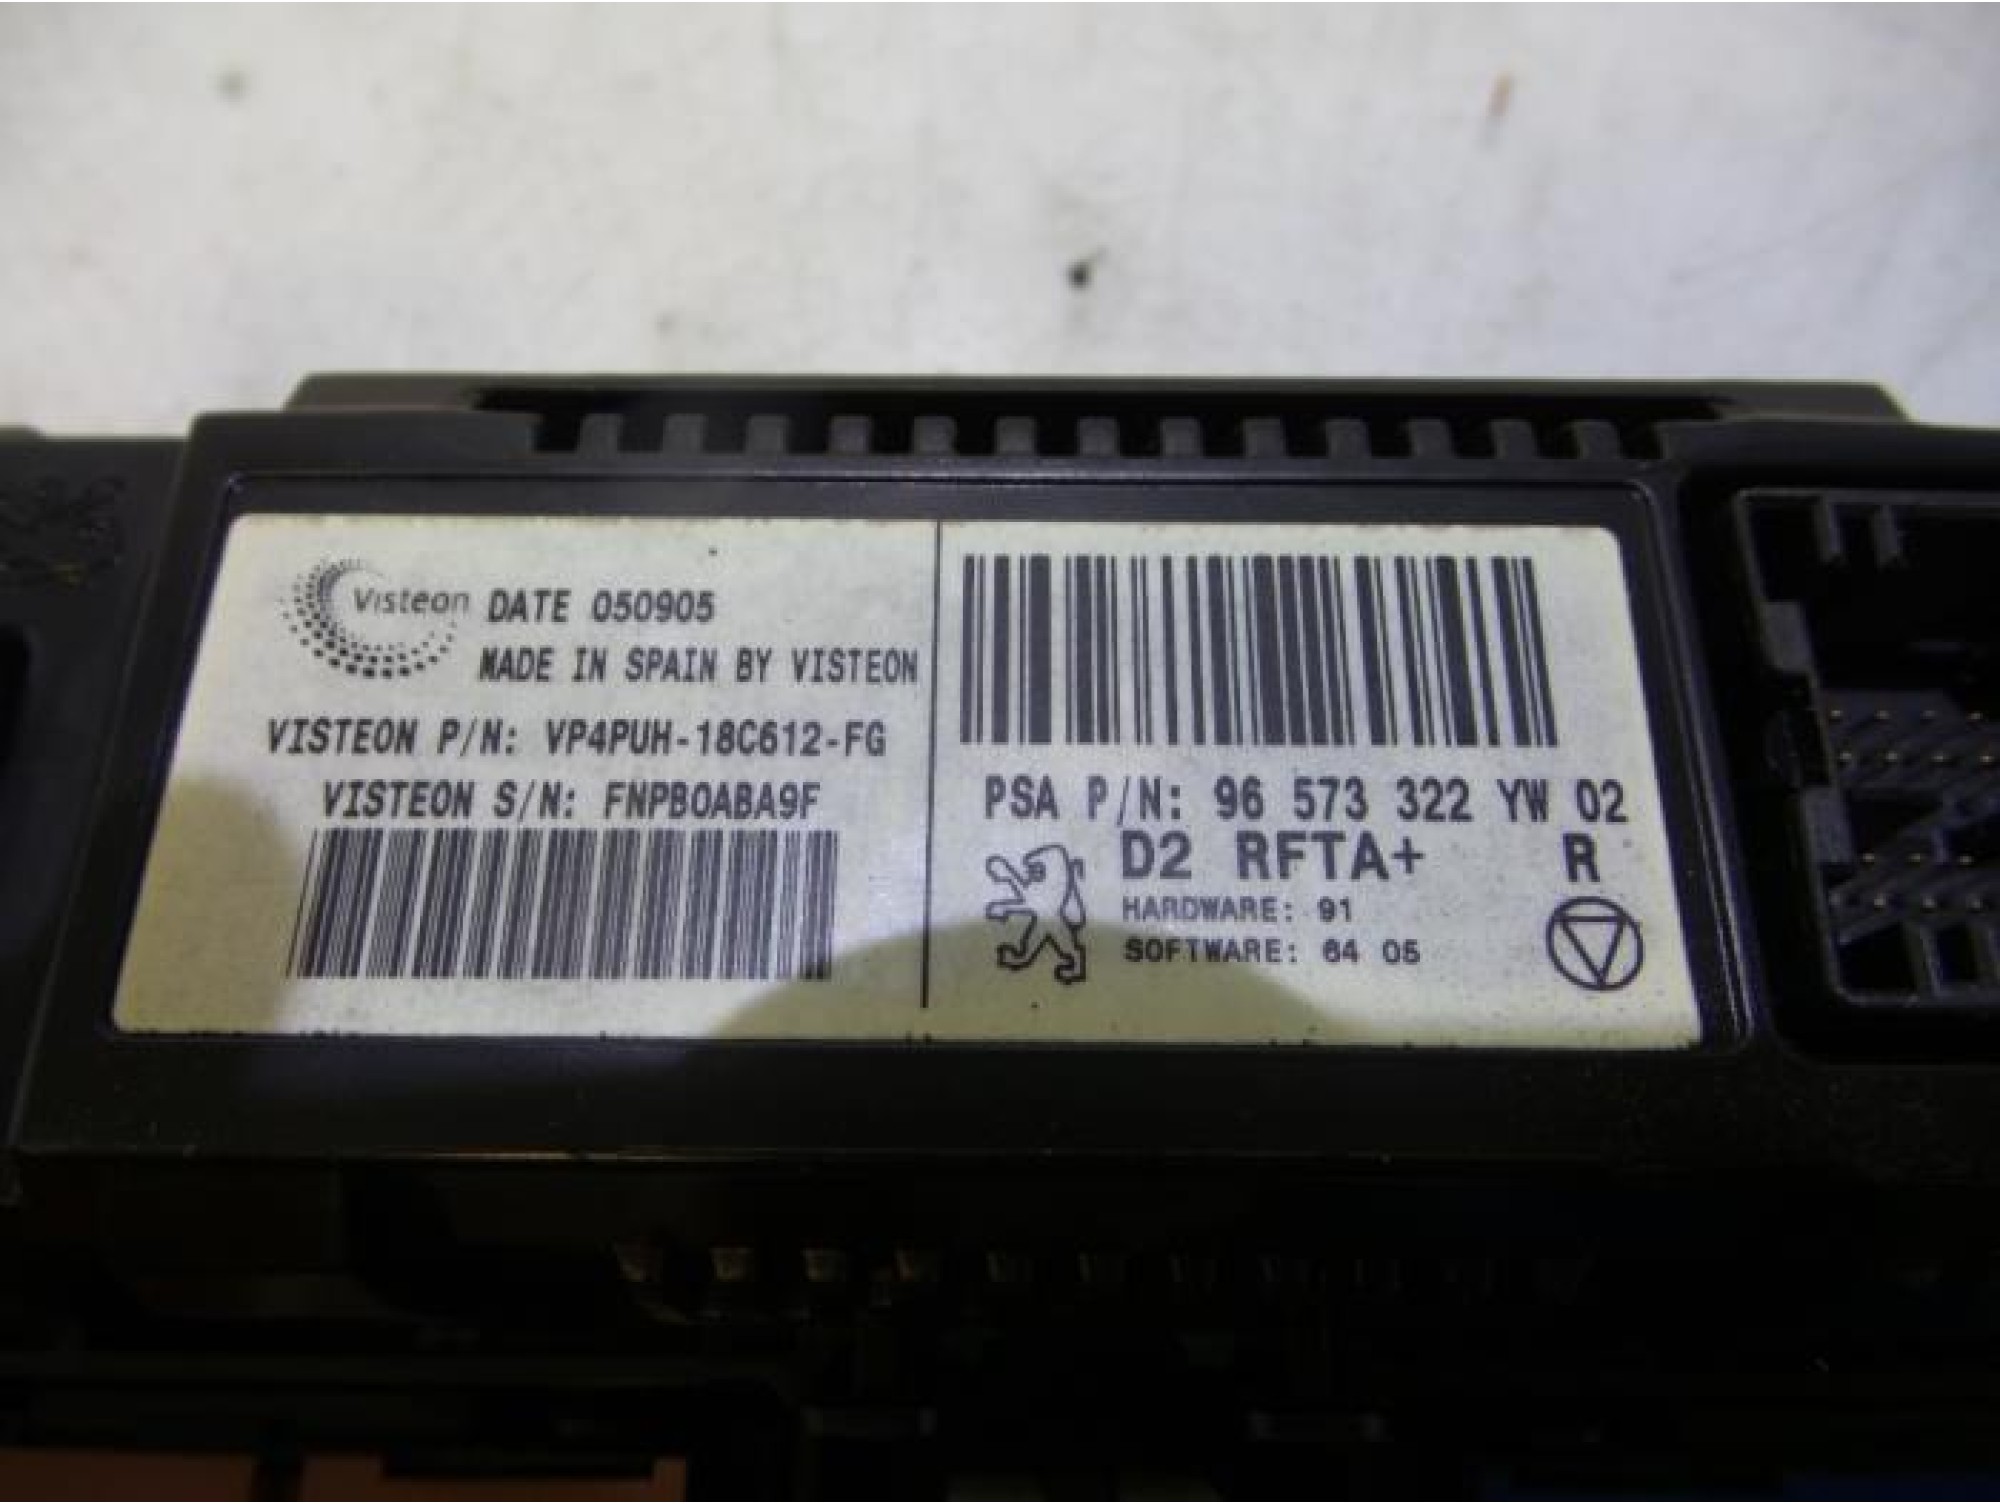 Visteon DATE 050905
MADE IN SPAIN BY VISTEON
VISTEON P/N: VP4PUH-18C612-FG
VISTEON S/N: FNPB0ABA9F
PSA P/N: 96 573 322 YW 02
D2 RFTA+ R
HARDWARE: 91
SOFTWARE: 64 05